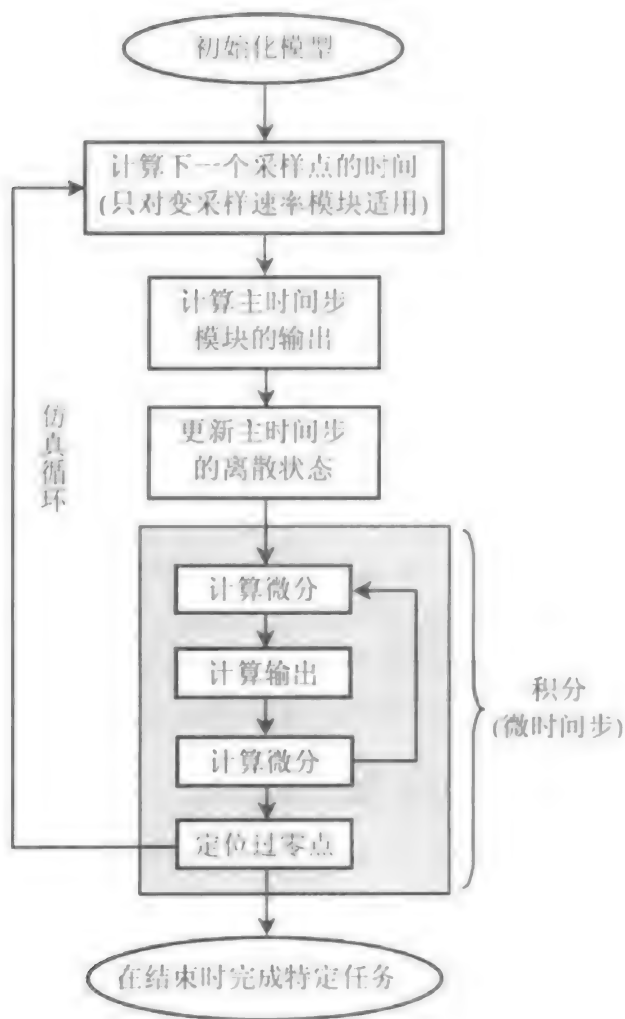 初始化模型
计算下一个采样点的时间
(只对变采样速率模块适用)
计算主时间步
模块的输出
更新主时间步
的离散状态
仿真循环
计算微分
计算输出
计算微分
定位过零点
积分
(微时间步)
在结束时完成特定任务